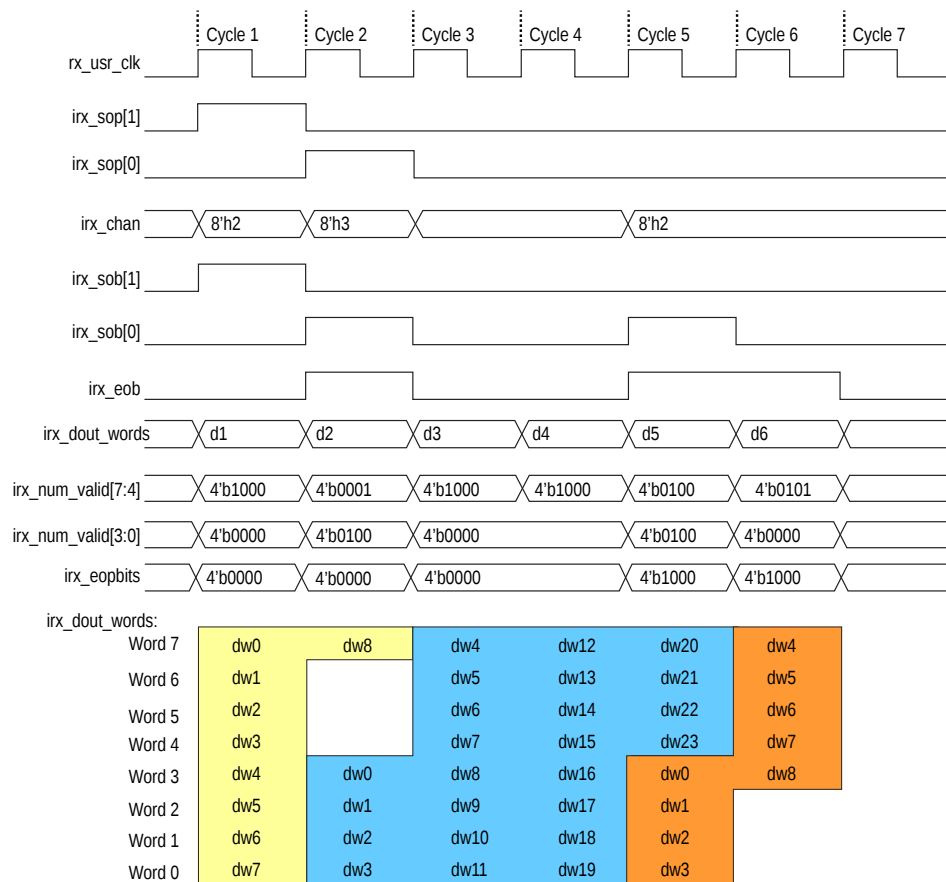 Cycle 1 Cycle 2 Cycle 3 Cycle 4 Cycle 5 Cycle 6 Cycle 7
rx_usr_clk
irx_sop[1]
irx_sop[0]
irx_chan 8'h2 8'h3 8'h2
irx_sob[1]
irx_sob[0]
irx_eob
irx_dout_words d1 d2 d3 d4 d5 d6
irx_num_valid[7:4] 4'b1000 4'b0001 4'b1000 4'b1000 4'b0100 4'b0101
irx_num_valid[3:0] 4'b0000 4'b0100 4'b0000 4'b0100 4'b0000
irx_eopbits 4'b0000 4'b0000 4'b0000 4'b1000 4'b1000
irx_dout_words:
Word 7 dw0 dw8 dw4 dw12 dw20 dw4
Word 6 dw1 dw5 dw13 dw21 dw5
Word 5 dw2 dw6 dw14 dw22 dw6
Word 4 dw3 dw7 dw15 dw23 dw7
Word 3 dw4 dw0 dw8 dw16 dw0 dw8
Word 2 dw5 dw1 dw9 dw17 dw1
Word 1 dw6 dw2 dw10 dw18 dw2
Word 0 dw7 dw3 dw11 dw19 dw3